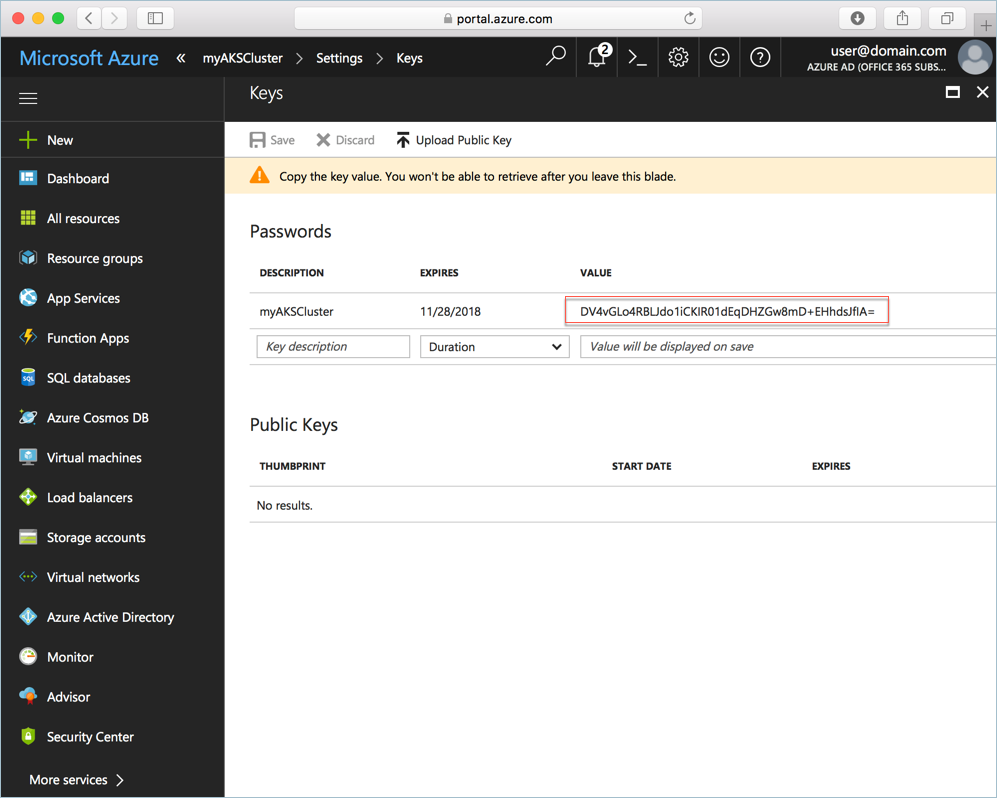 portal.azure.com
Microsoft Azure « myAKSCluster > Settings > Keys
2
>_
?
user@domain.com
AZURE AD (OFFICE 365 SUBS...
Keys
New
Save Discard Upload Public Key
Copy the key value. You won't be able to retrieve after you leave this blade.
Dashboard
All resources
Resource groups
App Services
Function Apps
SQL databases
Azure Cosmos DB
Virtual machines
Load balancers
Storage accounts
Virtual networks
Azure Active Directory
Monitor
Advisor
Security Center
More services >
Passwords
DESCRIPTION EXPIRES VALUE
myAKSCluster 11/28/2018 DV4vGLo4RBLJdo1iCKIR01dEqDHZGw8mD+EHhdsJfIA=
Key description Duration Value will be displayed on save
Public Keys
THUMBPRINT START DATE EXPIRES
No results.